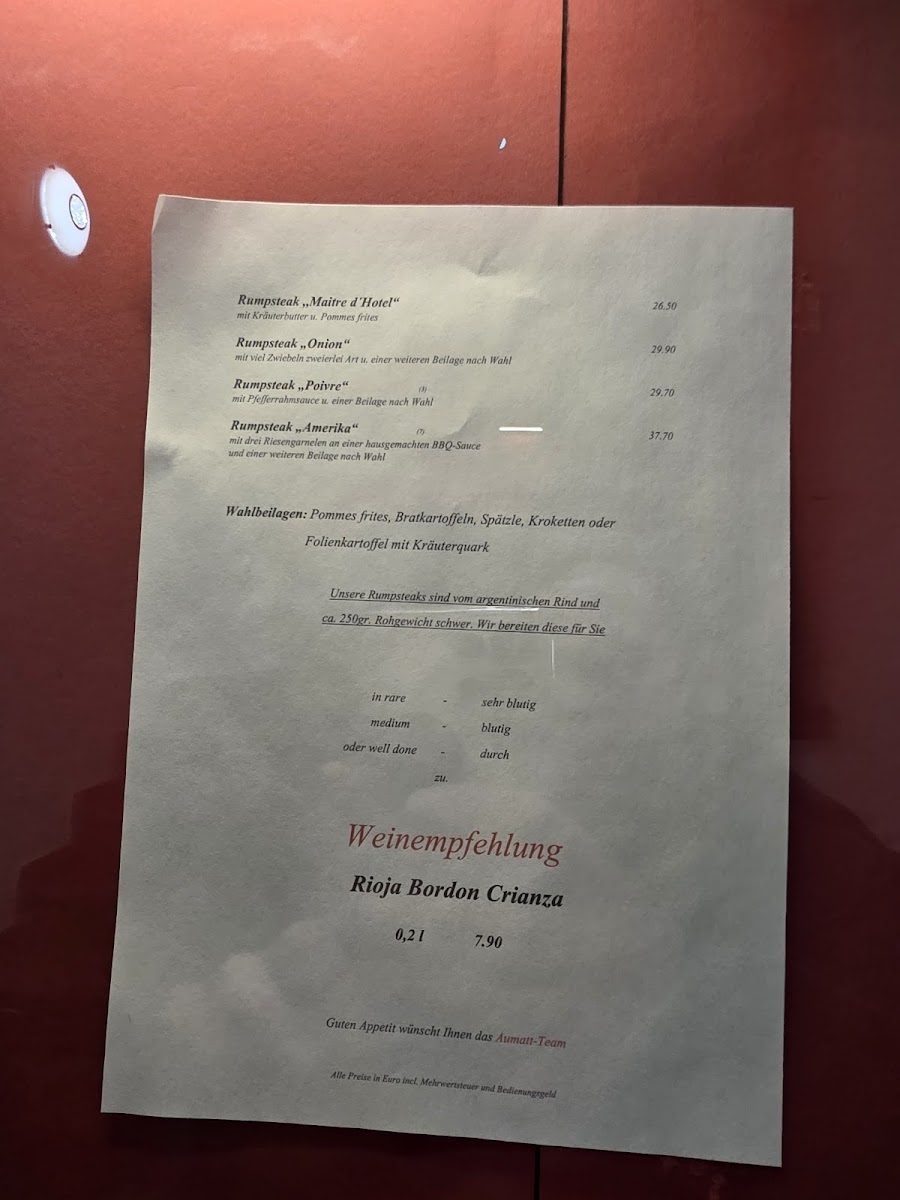 Rumpsteak „Maitre d´Hotel“ 26.50
mit Kräuterbutter u. Pommes frites
Rumpsteak „Onion“ 29.90
mit viel Zwiebeln zweierlei Art u. einer weiteren Beilage nach Wahl
Rumpsteak „Poivre“ (3) 29.70
mit Pfefferrahmsauce u. einer Beilage nach Wahl
Rumpsteak „Amerika“ (7) 37.70
mit drei Riesengarnelen an einer hausgemachten BBQ-Sauce
und einer weiteren Beilage nach Wahl
Wahlbeilagen: Pommes frites, Bratkartoffeln, Spätzle, Kroketten oder
Folienkartoffel mit Kräuterquark
Unsere Rumpsteaks sind vom argentinischen Rind und
ca. 250gr. Rohgewicht schwer. Wir bereiten diese für Sie
in rare - sehr blutig
medium - blutig
oder well done - durch
zu.
Weinempfehlung
Rioja Bordon Crianza
0,2 l 7.90
Guten Appetit wünscht Ihnen das Aumatt-Team
Alle Preise in Euro incl. Mehrwertsteuer und Bedienungsgeld